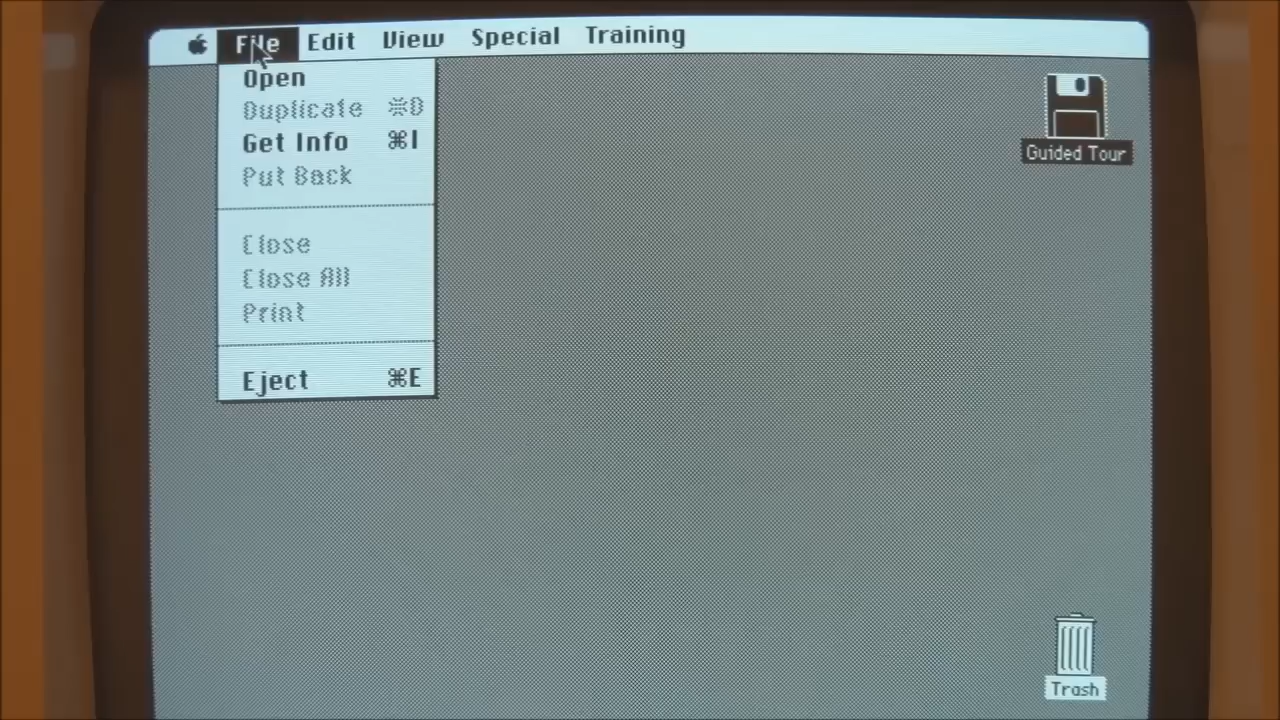 File Edit View Special Training
Open
Duplicate ⌘D
Get Info ⌘I
Put Back
Close
Close All
Print
Eject ⌘E
Guided Tour
Trash